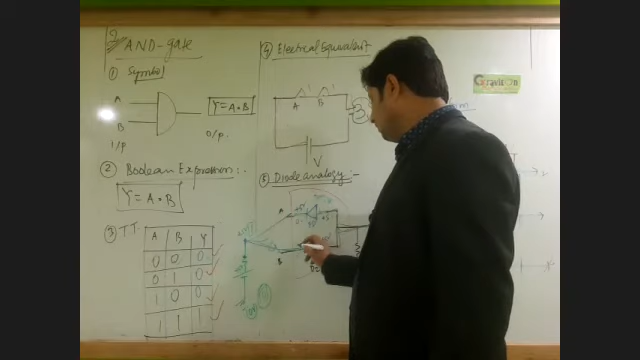 2 AND-gate
① Symbol
A
B
I/P
Y = A·B
O/P.
② Boolean Expression:-
Y = A·B
③ TT
A B Y
0 0 0
0 1 0
1 0 0
1 1 1
④ Electrical Equivalent
A B
V
⑤ Diode analogy:-
A
B
Graviton